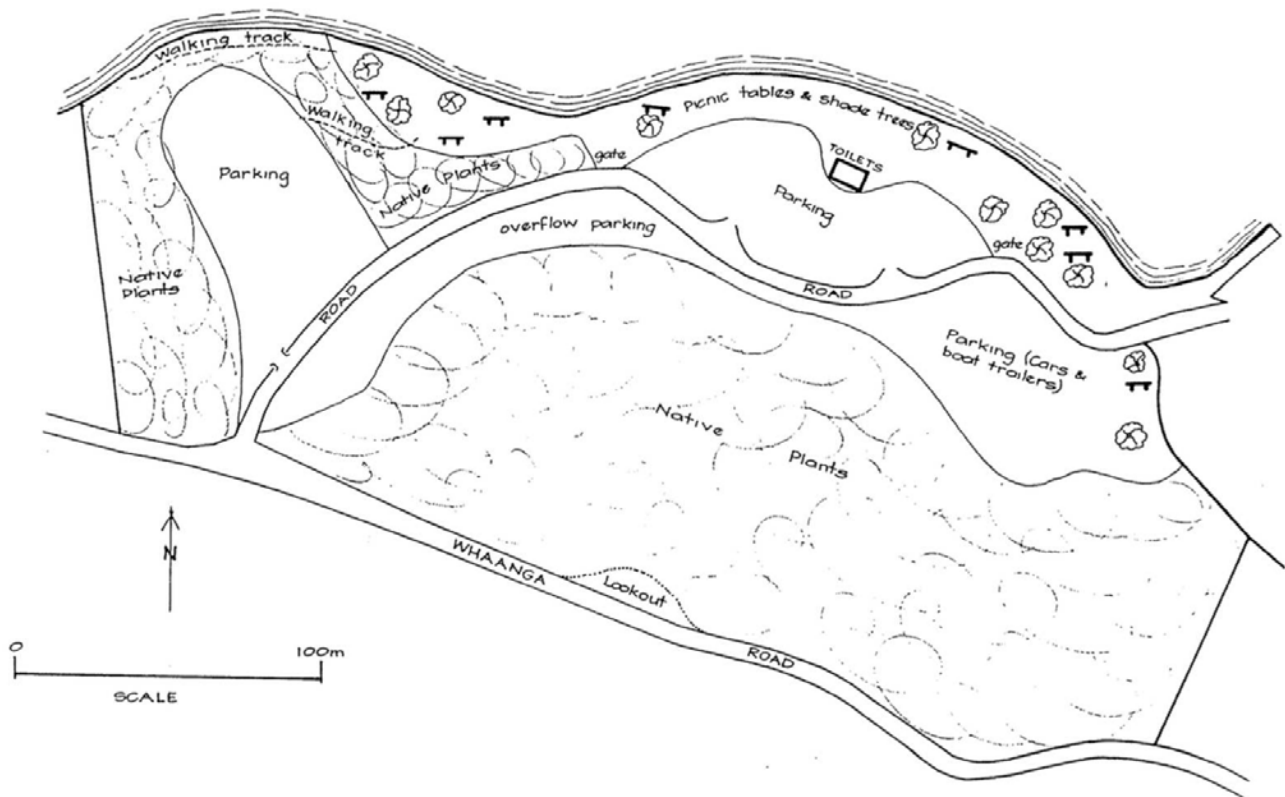 Walking track
Picnic tables & shade trees
Walking
track
TOILETS
gate
Parking
Native Plants
Parking
overflow parking
gate
Native
Plants
ROAD
ROAD
Parking (Cars &
boat trailers)
Native
Plants
WHAANGA
Lookout
ROAD
N
0
100m
SCALE